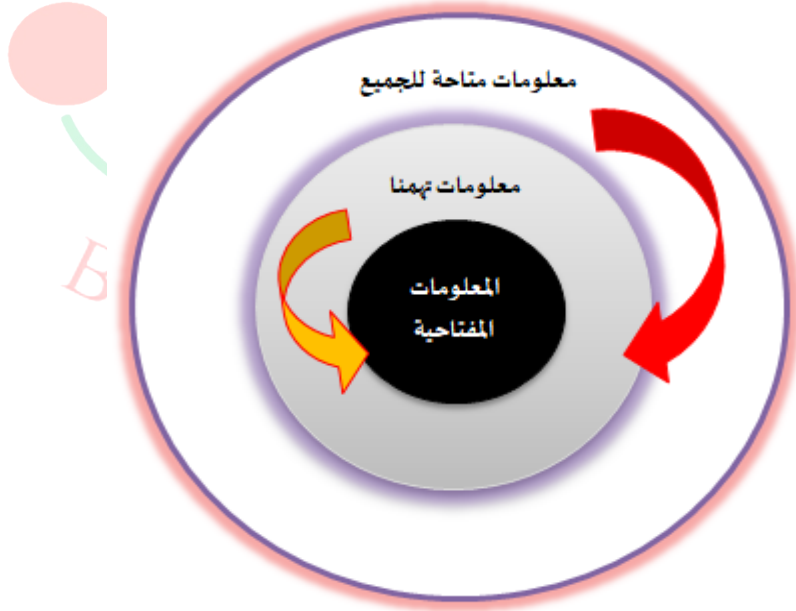 معلومات متاحة للجميع
معلومات تهمنا
المعلومات
المفتاحية
B